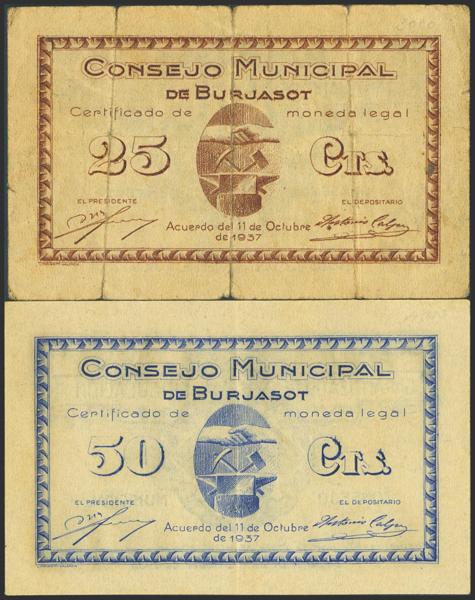 CONSEJO MUNICIPAL
DE BURJASOT
Certificado de moneda legal
25 CTS.
EL PRESIDENTE EL DEPOSITARIO
Acuerdo del 11 de Octubre
de 1937
CONSEJO MUNICIPAL
DE BURJASOT
Certificado de moneda legal
50 CTS.
EL PRESIDENTE EL DEPOSITARIO
Acuerdo del 11 de Octubre
de 1937